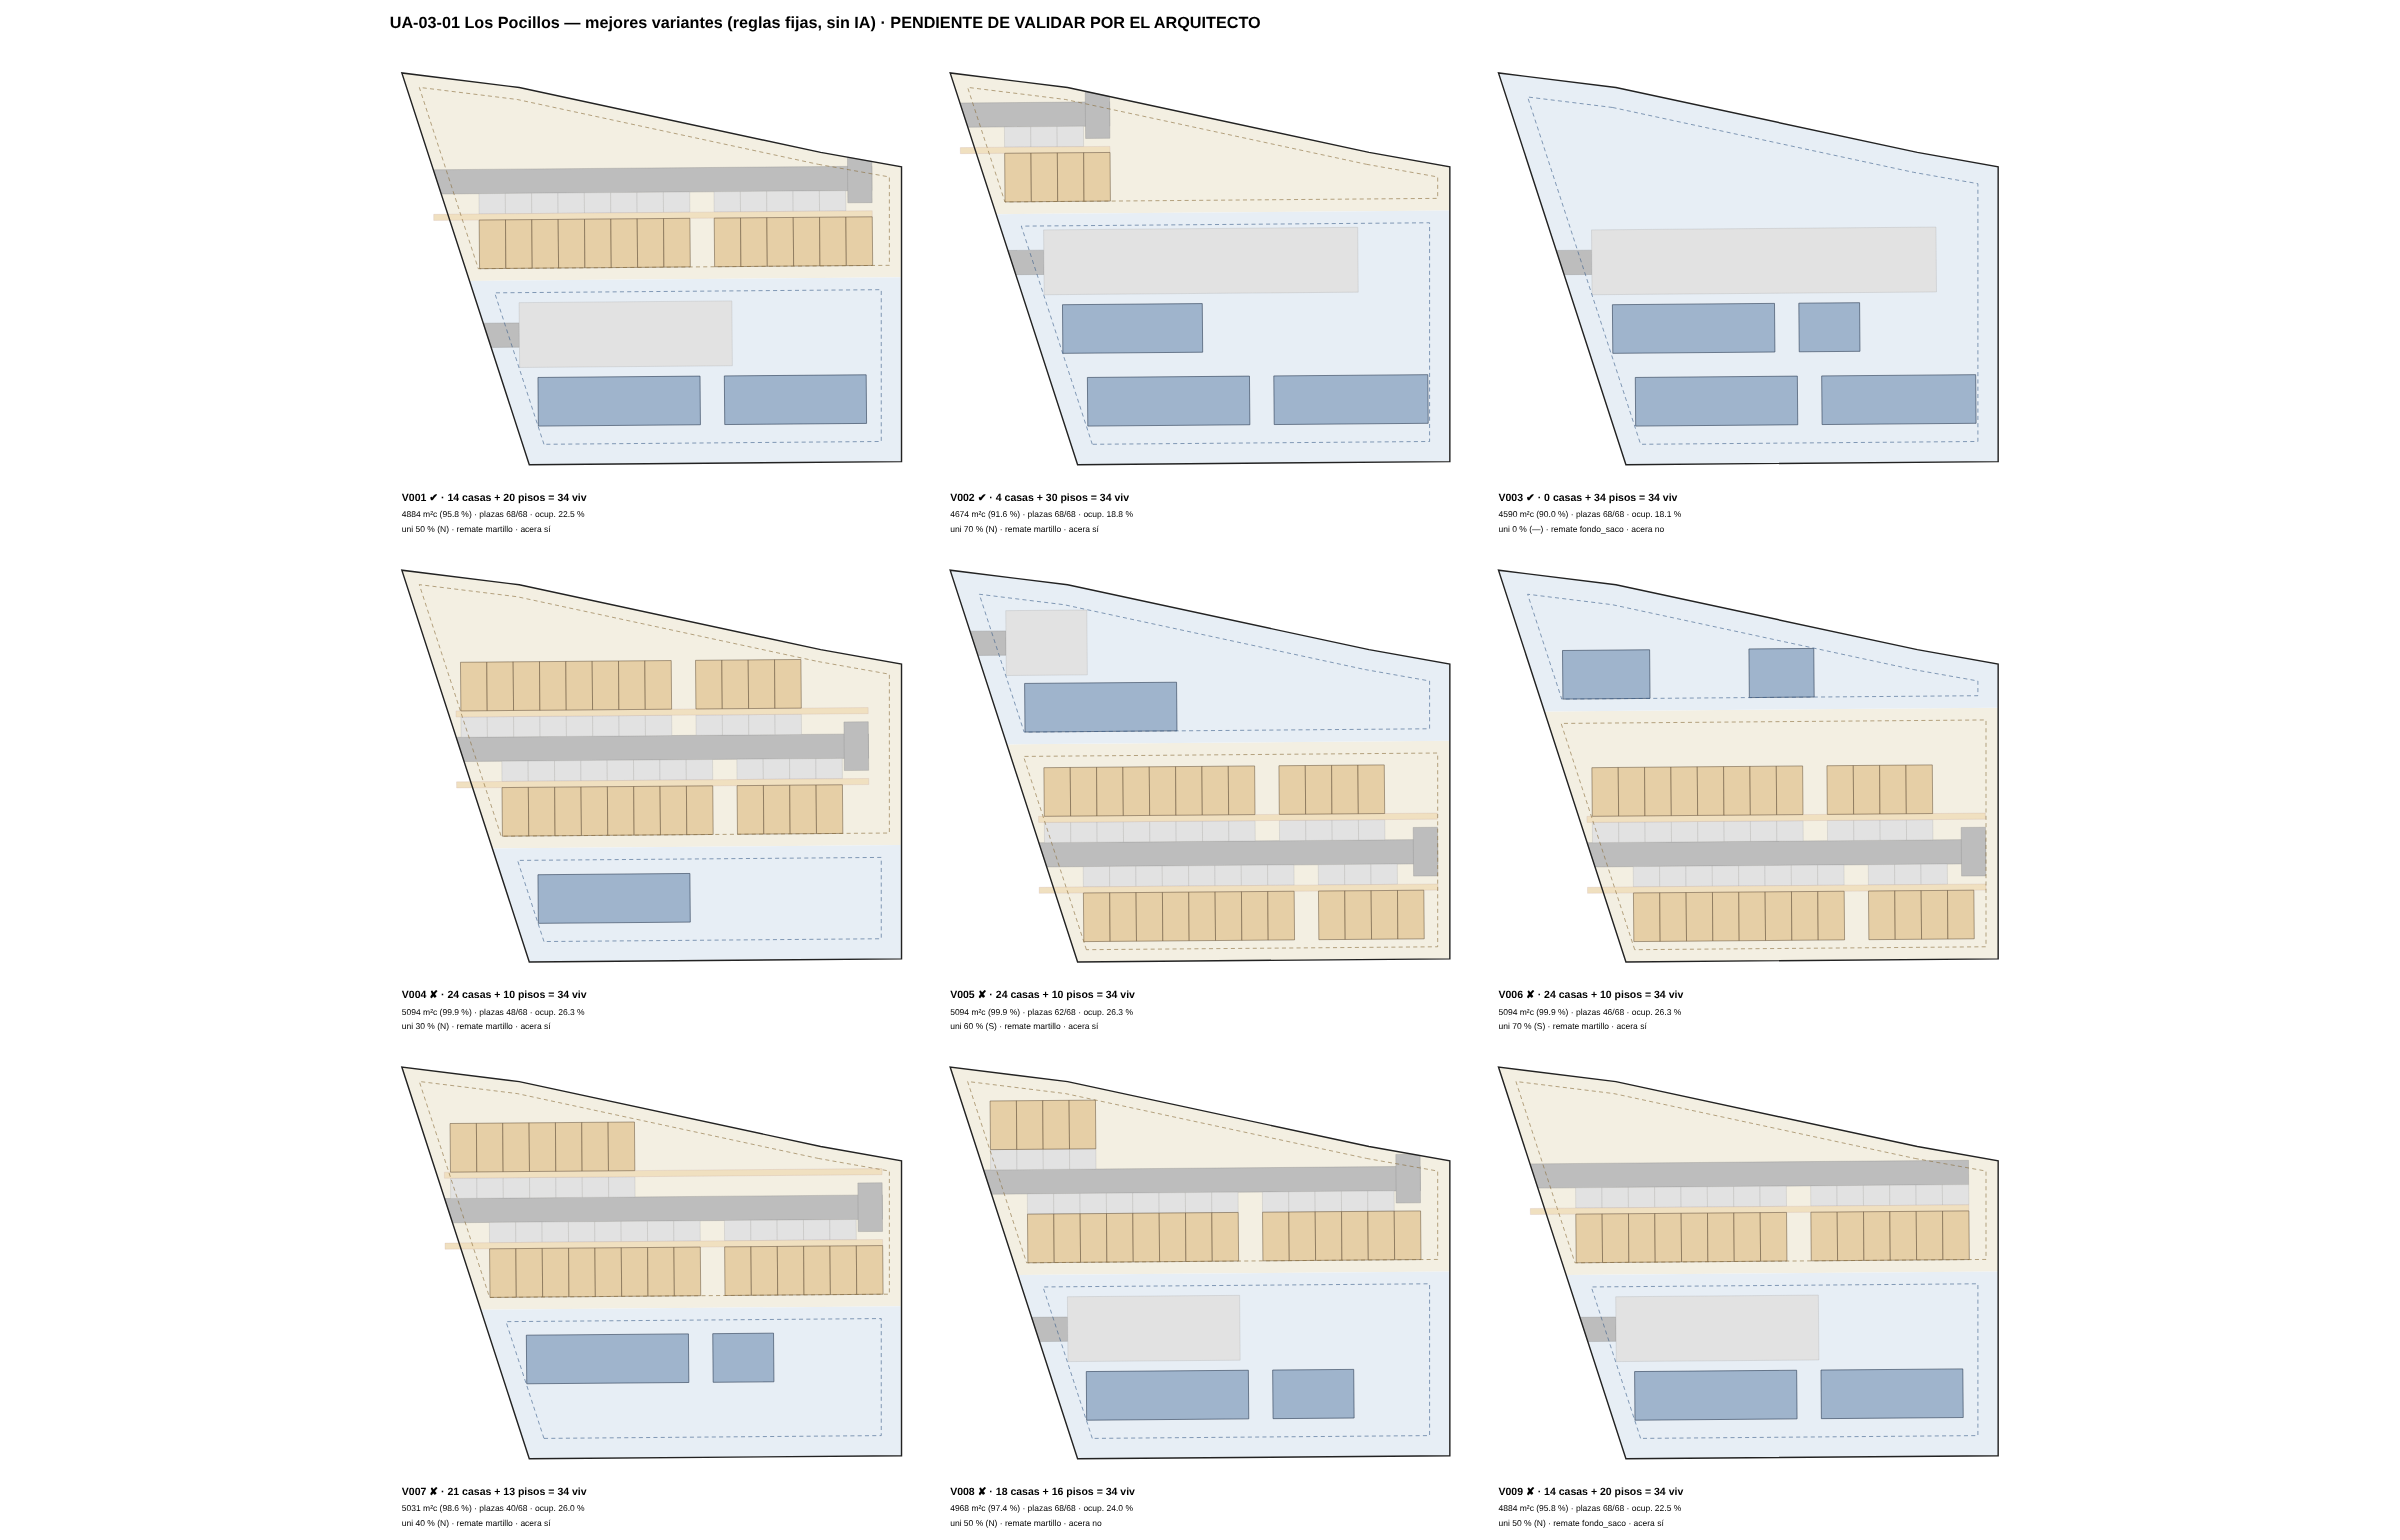 UA-03-01 Los Pocillos — mejores variantes (reglas fijas, sin IA) · PENDIENTE DE VALIDAR POR EL ARQUITECTO
V001 ✔ · 14 casas + 20 pisos = 34 viv
4884 m²c (95.8 %) · plazas 68/68 · ocup. 22.5 %
uni 50 % (N) · remate martillo · acera sí
V002 ✔ · 4 casas + 30 pisos = 34 viv
4674 m²c (91.6 %) · plazas 68/68 · ocup. 18.8 %
uni 70 % (N) · remate martillo · acera sí
V003 ✔ · 0 casas + 34 pisos = 34 viv
4590 m²c (90.0 %) · plazas 68/68 · ocup. 18.1 %
uni 0 % (—) · remate fondo_saco · acera no
V004 ✘ · 24 casas + 10 pisos = 34 viv
5094 m²c (99.9 %) · plazas 48/68 · ocup. 26.3 %
uni 30 % (N) · remate martillo · acera sí
V005 ✘ · 24 casas + 10 pisos = 34 viv
5094 m²c (99.9 %) · plazas 62/68 · ocup. 26.3 %
uni 60 % (S) · remate martillo · acera sí
V006 ✘ · 24 casas + 10 pisos = 34 viv
5094 m²c (99.9 %) · plazas 46/68 · ocup. 26.3 %
uni 70 % (S) · remate martillo · acera sí
V007 ✘ · 21 casas + 13 pisos = 34 viv
5031 m²c (98.6 %) · plazas 40/68 · ocup. 26.0 %
uni 40 % (N) · remate martillo · acera sí
V008 ✘ · 18 casas + 16 pisos = 34 viv
4968 m²c (97.4 %) · plazas 68/68 · ocup. 24.0 %
uni 50 % (N) · remate martillo · acera no
V009 ✘ · 14 casas + 20 pisos = 34 viv
4884 m²c (95.8 %) · plazas 68/68 · ocup. 22.5 %
uni 50 % (N) · remate fondo_saco · acera sí